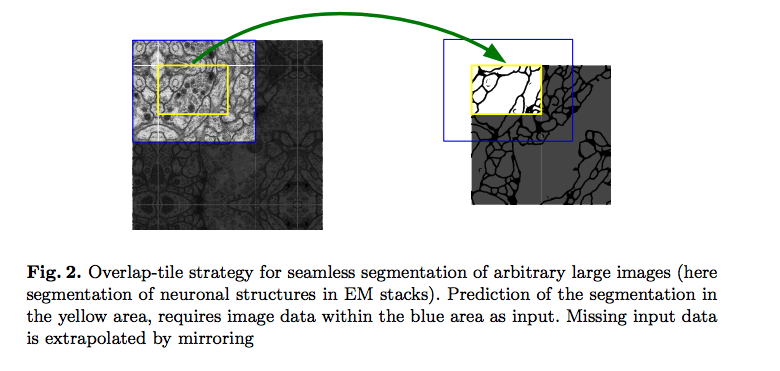 Fig. 2. Overlap-tile strategy for seamless segmentation of arbitrary large images (here
segmentation of neuronal structures in EM stacks). Prediction of the segmentation in
the yellow area, requires image data within the blue area as input. Missing input data
is extrapolated by mirroring